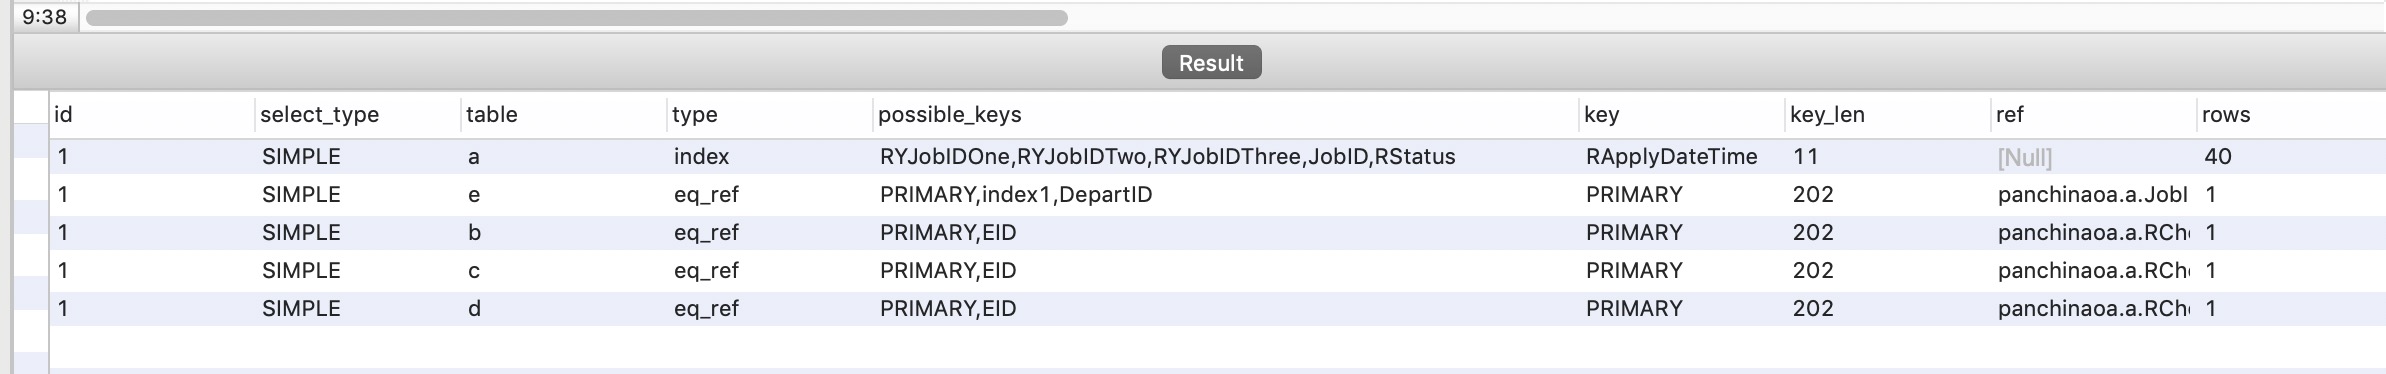 9:38
Result
id select_type table type possible_keys key key_len ref rows
1 SIMPLE a index RYJobIDOne,RYJobIDTwo,RYJobIDThree,JobID,RStatus RApplyDateTime 11 [Null] 40
1 SIMPLE e eq_ref PRIMARY,index1,DepartID PRIMARY 202 panchinaoa.a.JobI 1
1 SIMPLE b eq_ref PRIMARY,EID PRIMARY 202 panchinaoa.a.RCh 1
1 SIMPLE c eq_ref PRIMARY,EID PRIMARY 202 panchinaoa.a.RCh 1
1 SIMPLE d eq_ref PRIMARY,EID PRIMARY 202 panchinaoa.a.RCh 1